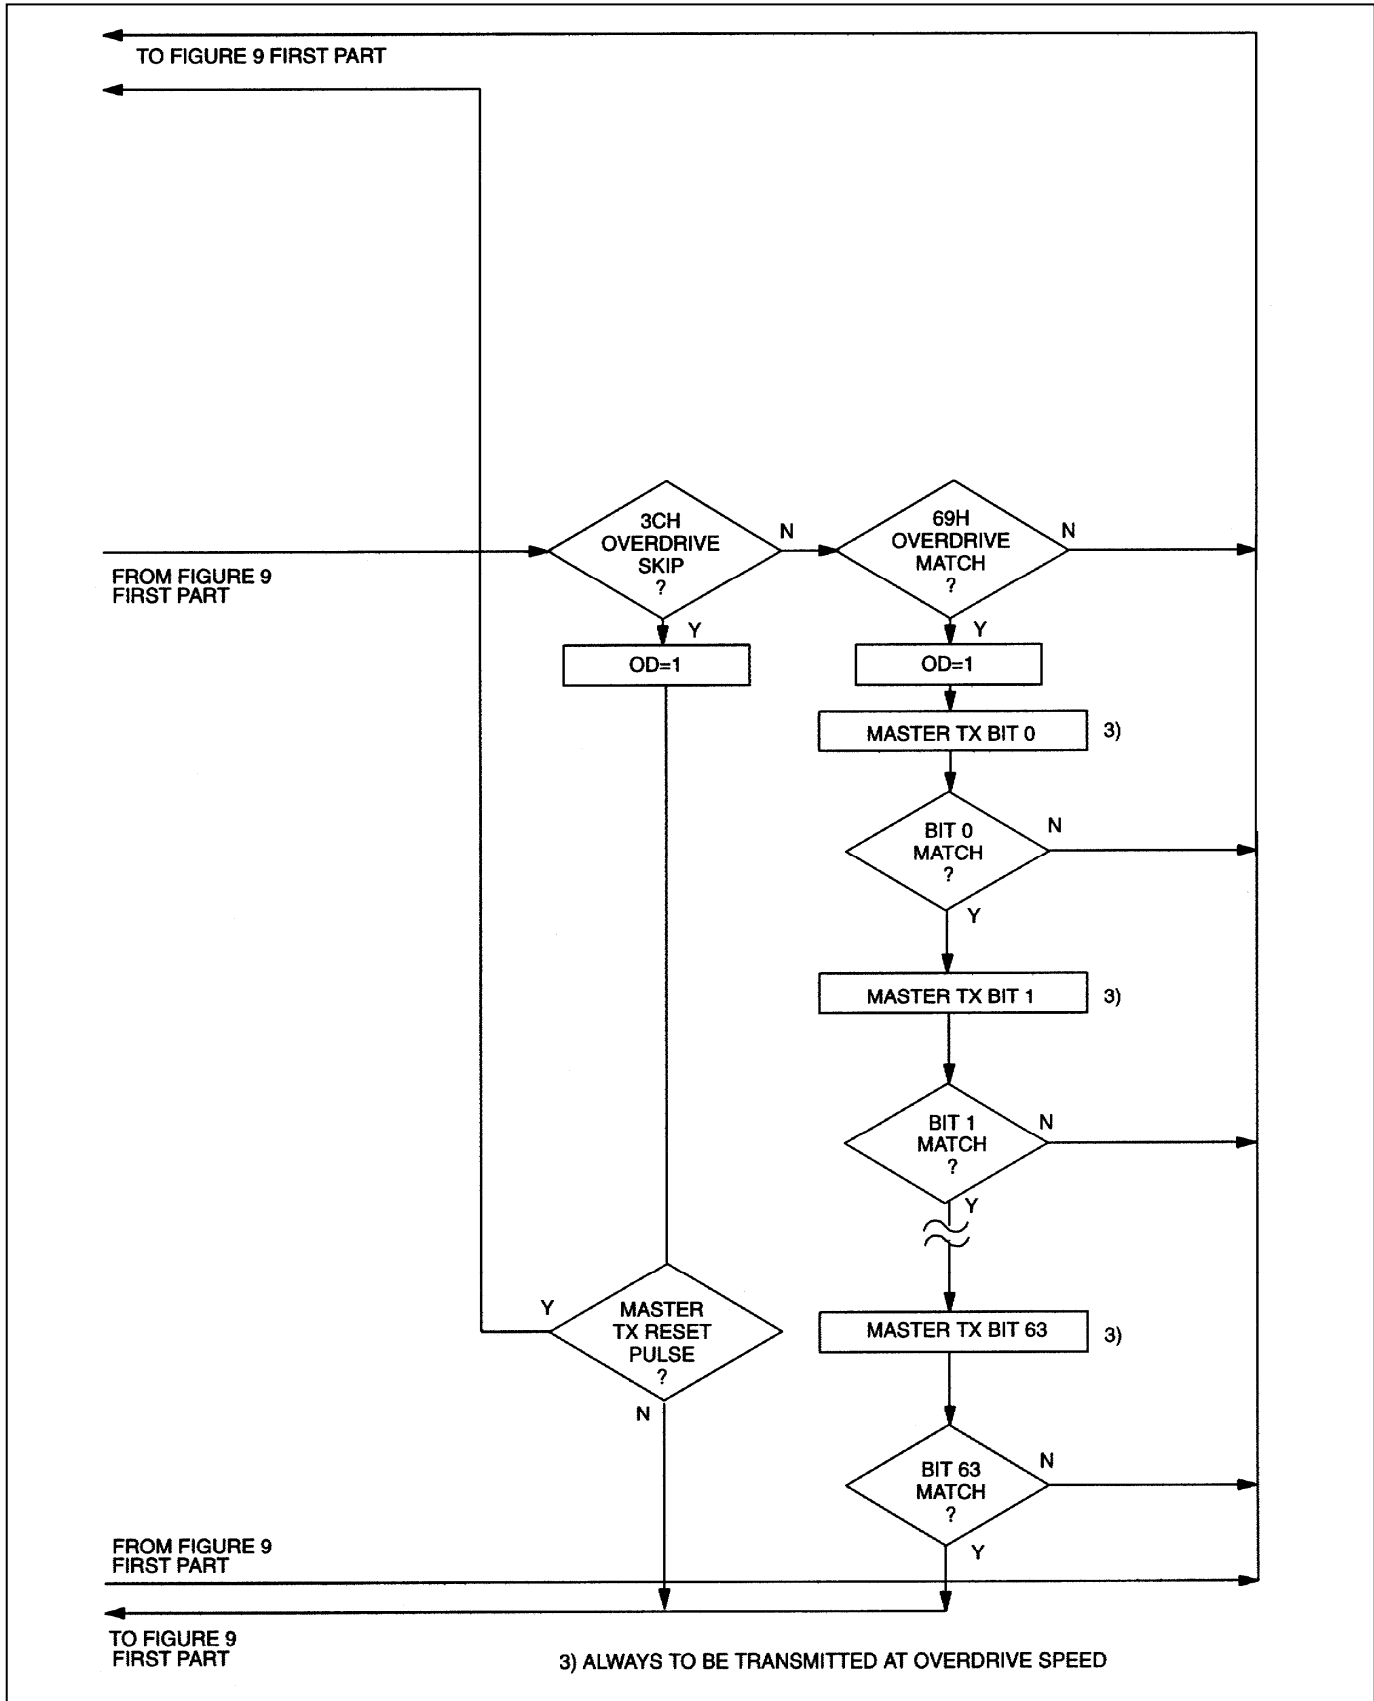 TO FIGURE 9 FIRST PART
3CH
OVERDRIVE
SKIP
?
N
69H
OVERDRIVE
MATCH
?
N
FROM FIGURE 9
FIRST PART
Y
Y
OD=1
OD=1
MASTER TX BIT 0
3)
BIT 0
MATCH
?
N
Y
MASTER TX BIT 1
3)
BIT 1
MATCH
?
N
Y
Y
MASTER
TX RESET
PULSE
?
N
MASTER TX BIT 63
3)
BIT 63
MATCH
?
N
Y
FROM FIGURE 9
FIRST PART
TO FIGURE 9
FIRST PART
3) ALWAYS TO BE TRANSMITTED AT OVERDRIVE SPEED